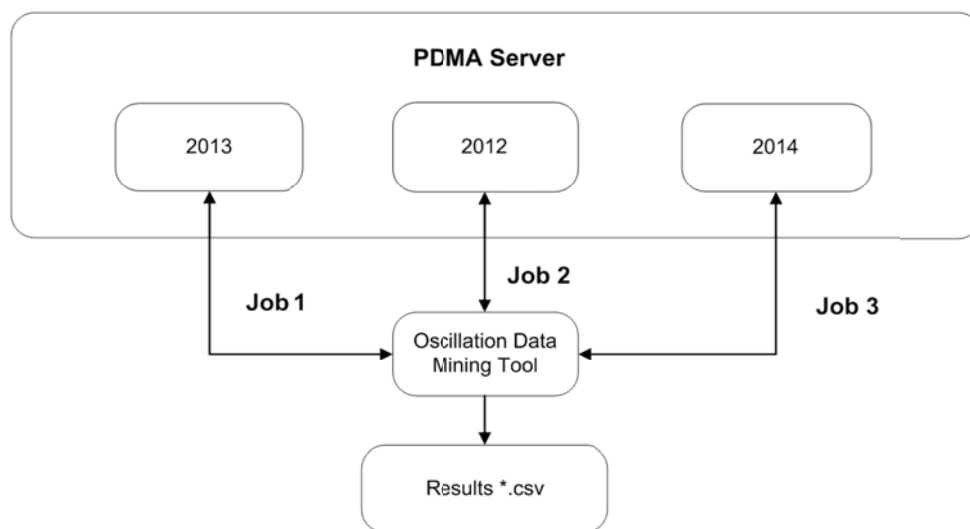 PDMA Server
2013
2012
2014
Job 1
Job 2
Job 3
Oscillation Data
Mining Tool
Results *.csv